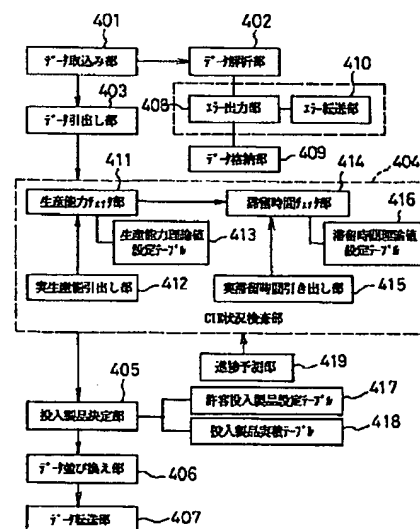 401
402
データ取込み部
データ解析部
410
403
408
エラー出力部
エラー転送部
データ引出し部
データ格納部
409
404
411
414
生産能力チェック部
滞留時間チェック部
416
生産能力理論値
設定テーブル
413
滞留時間理論値
設定テーブル
実生産能引出し部
412
実滞留時間引き出し部
415
CIM状況検査部
進捗予測部
419
405
投入製品決定部
許容投入製品設定テーブル
417
投入製品実績テーブル
418
データ並び換え部
406
データ転送部
407